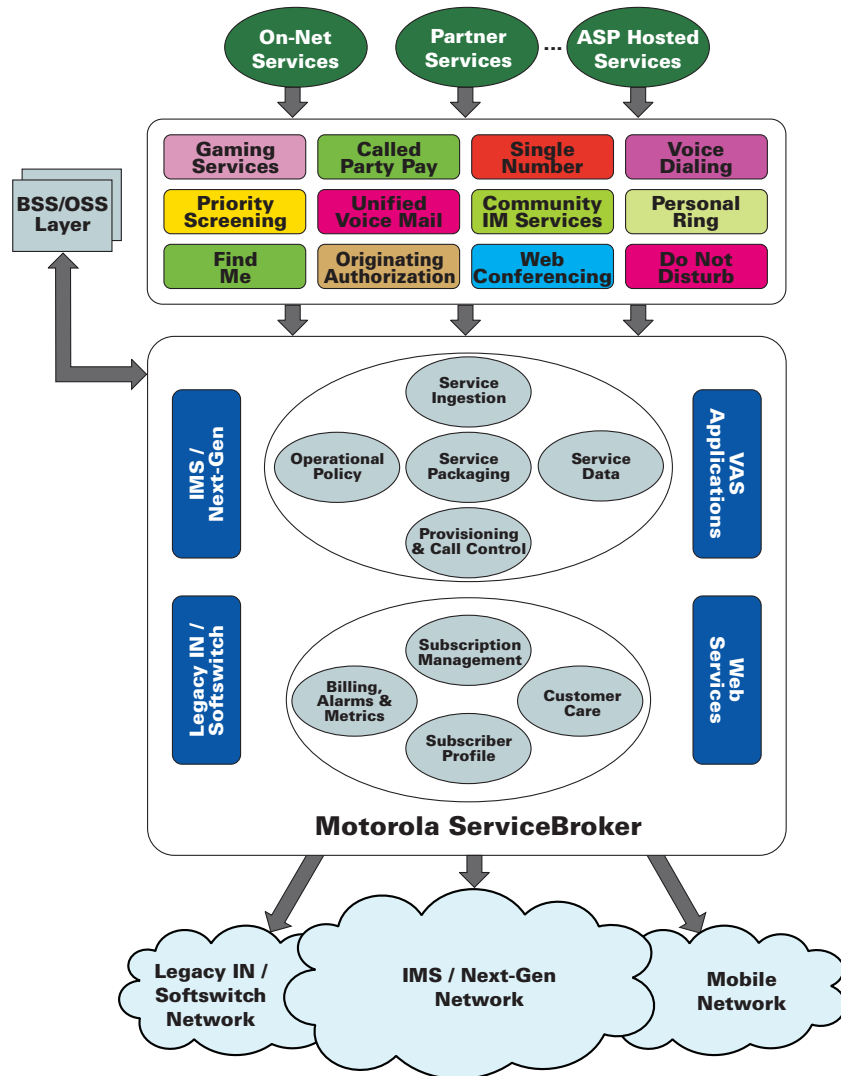 On-Net
Services
Partner
Services
...
ASP Hosted
Services
Gaming
Services
Called
Party Pay
Single
Number
Voice
Dialing
BSS/OSS
Layer
Priority
Screening
Unified
Voice Mail
Community
IM Services
Personal
Ring
Find
Me
Originating
Authorization
Web
Conferencing
Do Not
Disturb
IMS /
Next-Gen
Service
Ingestion
Operational
Policy
Service
Packaging
Service
Data
Provisioning
& Call Control
VAS
Applications
Legacy IN /
Softswitch
Subscription
Management
Billing,
Alarms &
Metrics
Customer
Care
Subscriber
Profile
Web
Services
Motorola ServiceBroker
Legacy IN /
Softswitch
Network
IMS / Next-Gen
Network
Mobile
Network